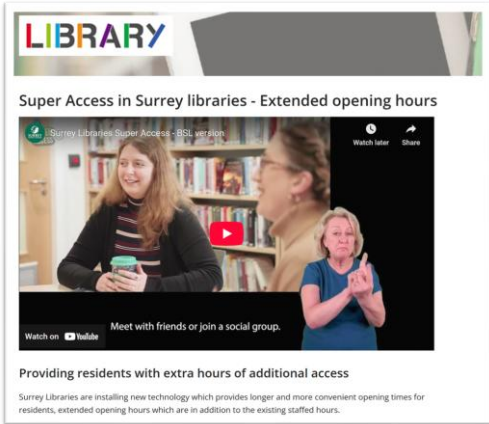 LIBRARY
Super Access in Surrey libraries - Extended opening hours
Surrey Libraries Super Access - BSL version
Watch later
Share
Meet with friends or join a social group.
Watch on YouTube
Providing residents with extra hours of additional access
Surrey Libraries are installing new technology which provides longer and more convenient opening times for
residents, extended opening hours which are in addition to the existing staffed hours.